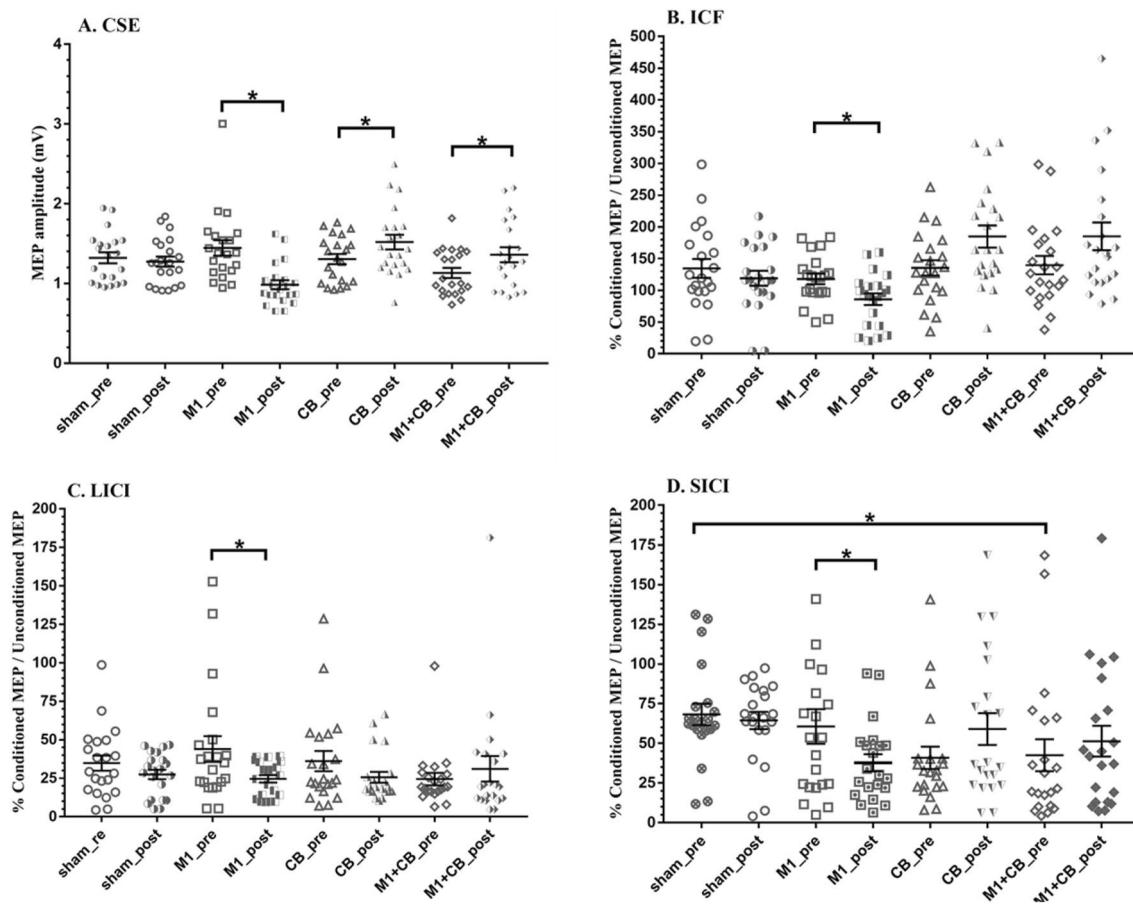 A. CSE
MEP amplitude (mV)
4
3
2
1
0
*
*
*
sham_pre
sham_post
M1_pre
M1_post
CB_pre
CB_post
M1+CB_pre
M1+CB_post
B. ICF
% Conditioned MEP / Unconditioned MEP
500
450
400
350
300
250
200
150
100
50
0
*
sham_pre
sham_post
M1_pre
M1_post
CB_pre
CB_post
M1+CB_pre
M1+CB_post
C. LICI
% Conditioned MEP / Unconditioned MEP
200
175
150
125
100
75
50
25
0
*
sham_re
sham_post
M1_pre
M1_post
CB_pre
CB_post
M1+CB_pre
M1+CB_post
D. SICI
% Conditioned MEP / Unconditioned MEP
200
175
150
125
100
75
50
25
0
*
*
sham_pre
sham_post
M1_pre
M1_post
CB_pre
CB_post
M1+CB_pre
M1+CB_post